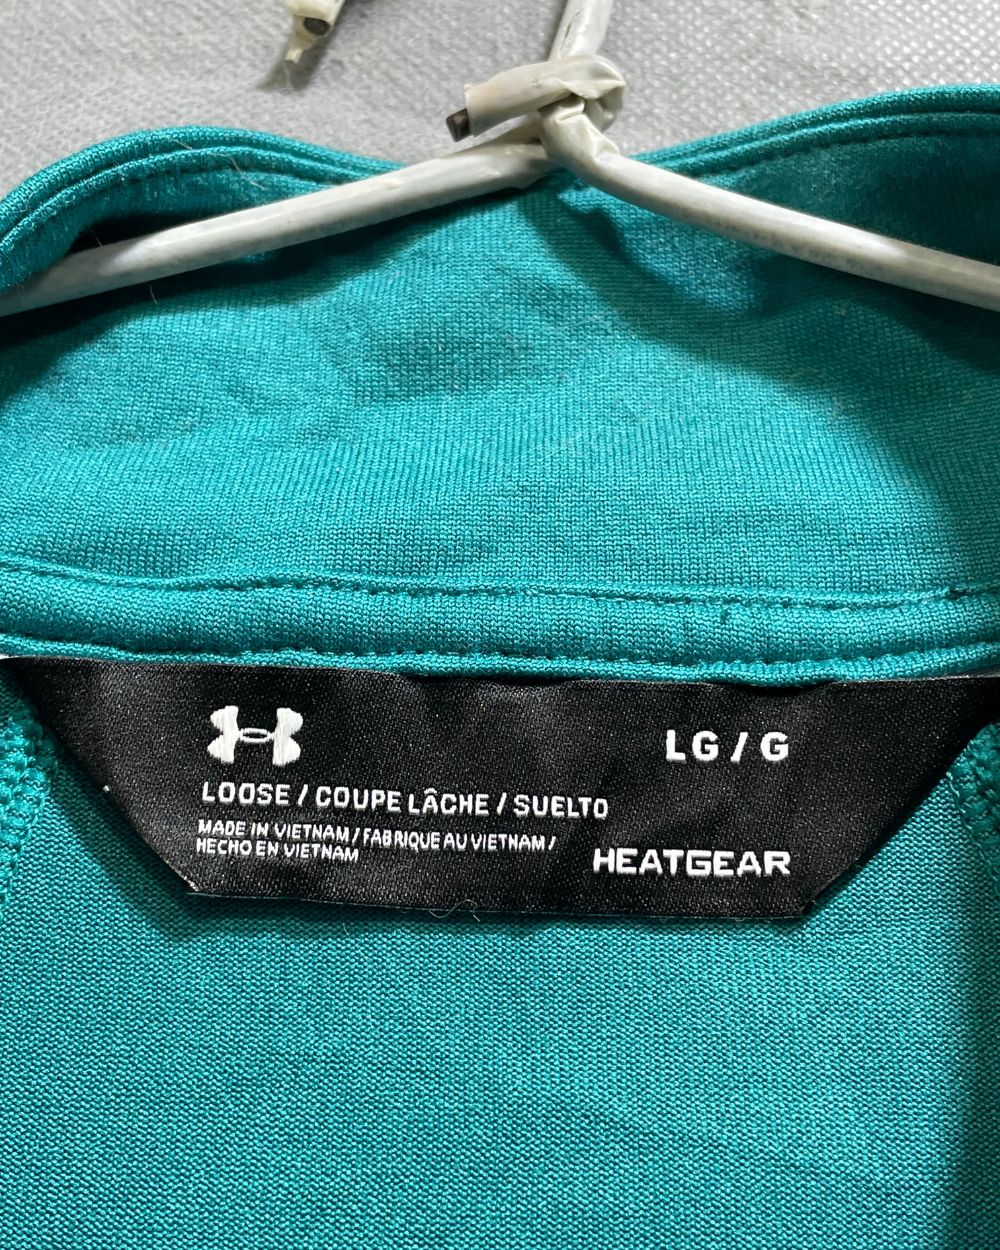 LG / G
LOOSE / COUPE LÂCHE / SUELTO
MADE IN VIETNAM / FABRIQUE AU VIETNAM /
HECHO EN VIETNAM
HEATGEAR